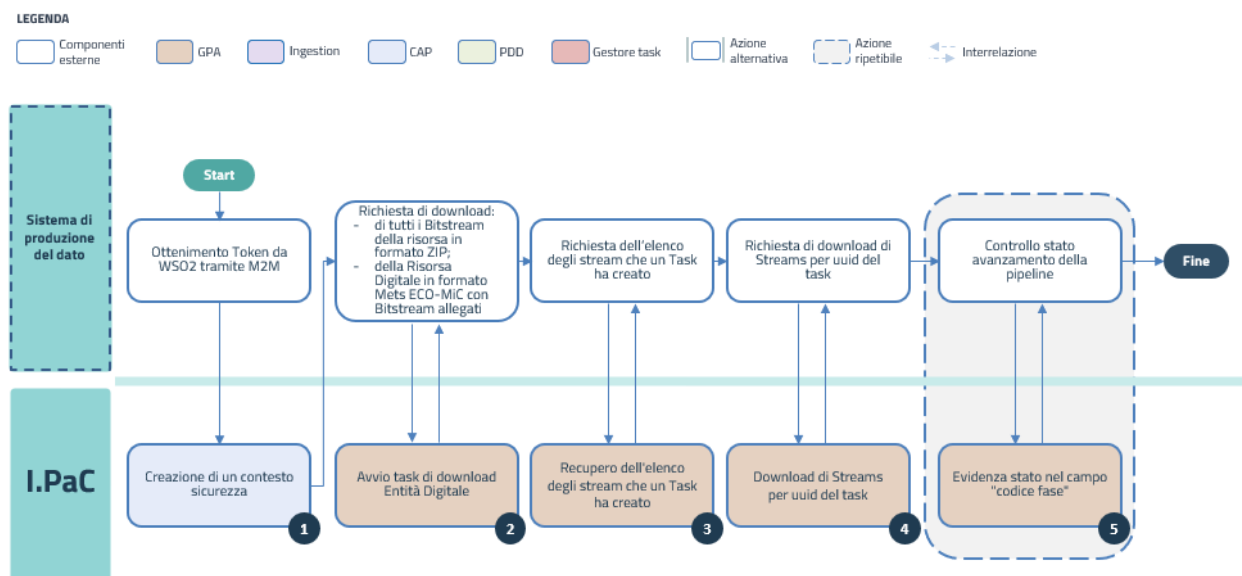 LEGENDA
Componenti
esterne
GPA
Ingestion
CAP
PDD
Gestore task
Azione
alternativa
Azione
ripetibile
Interrelazione
Sistema di
produzione
del dato
Start
Ottenimento Token da
WSO2 tramite M2M
Richiesta di download:
- di tutti i Bitstream
della risorsa in
formato ZIP;
- della Risorsa
Digitale in formato
Mets ECO-MiC con
Bitstream allegati
Richiesta dell'elenco
degli stream che un Task
ha creato
Richiesta di download di
Streams per uuid del
task
Controllo stato
avanzamento della
pipeline
Fine
I.PaC
Creazione di un contesto
sicurezza
1
Avvio task di download
Entità Digitale
2
Recupero dell'elenco
degli stream che un Task
ha creato
3
Download di Streams
per uuid del task
4
Evidenza stato nel campo
"codice fase"
5